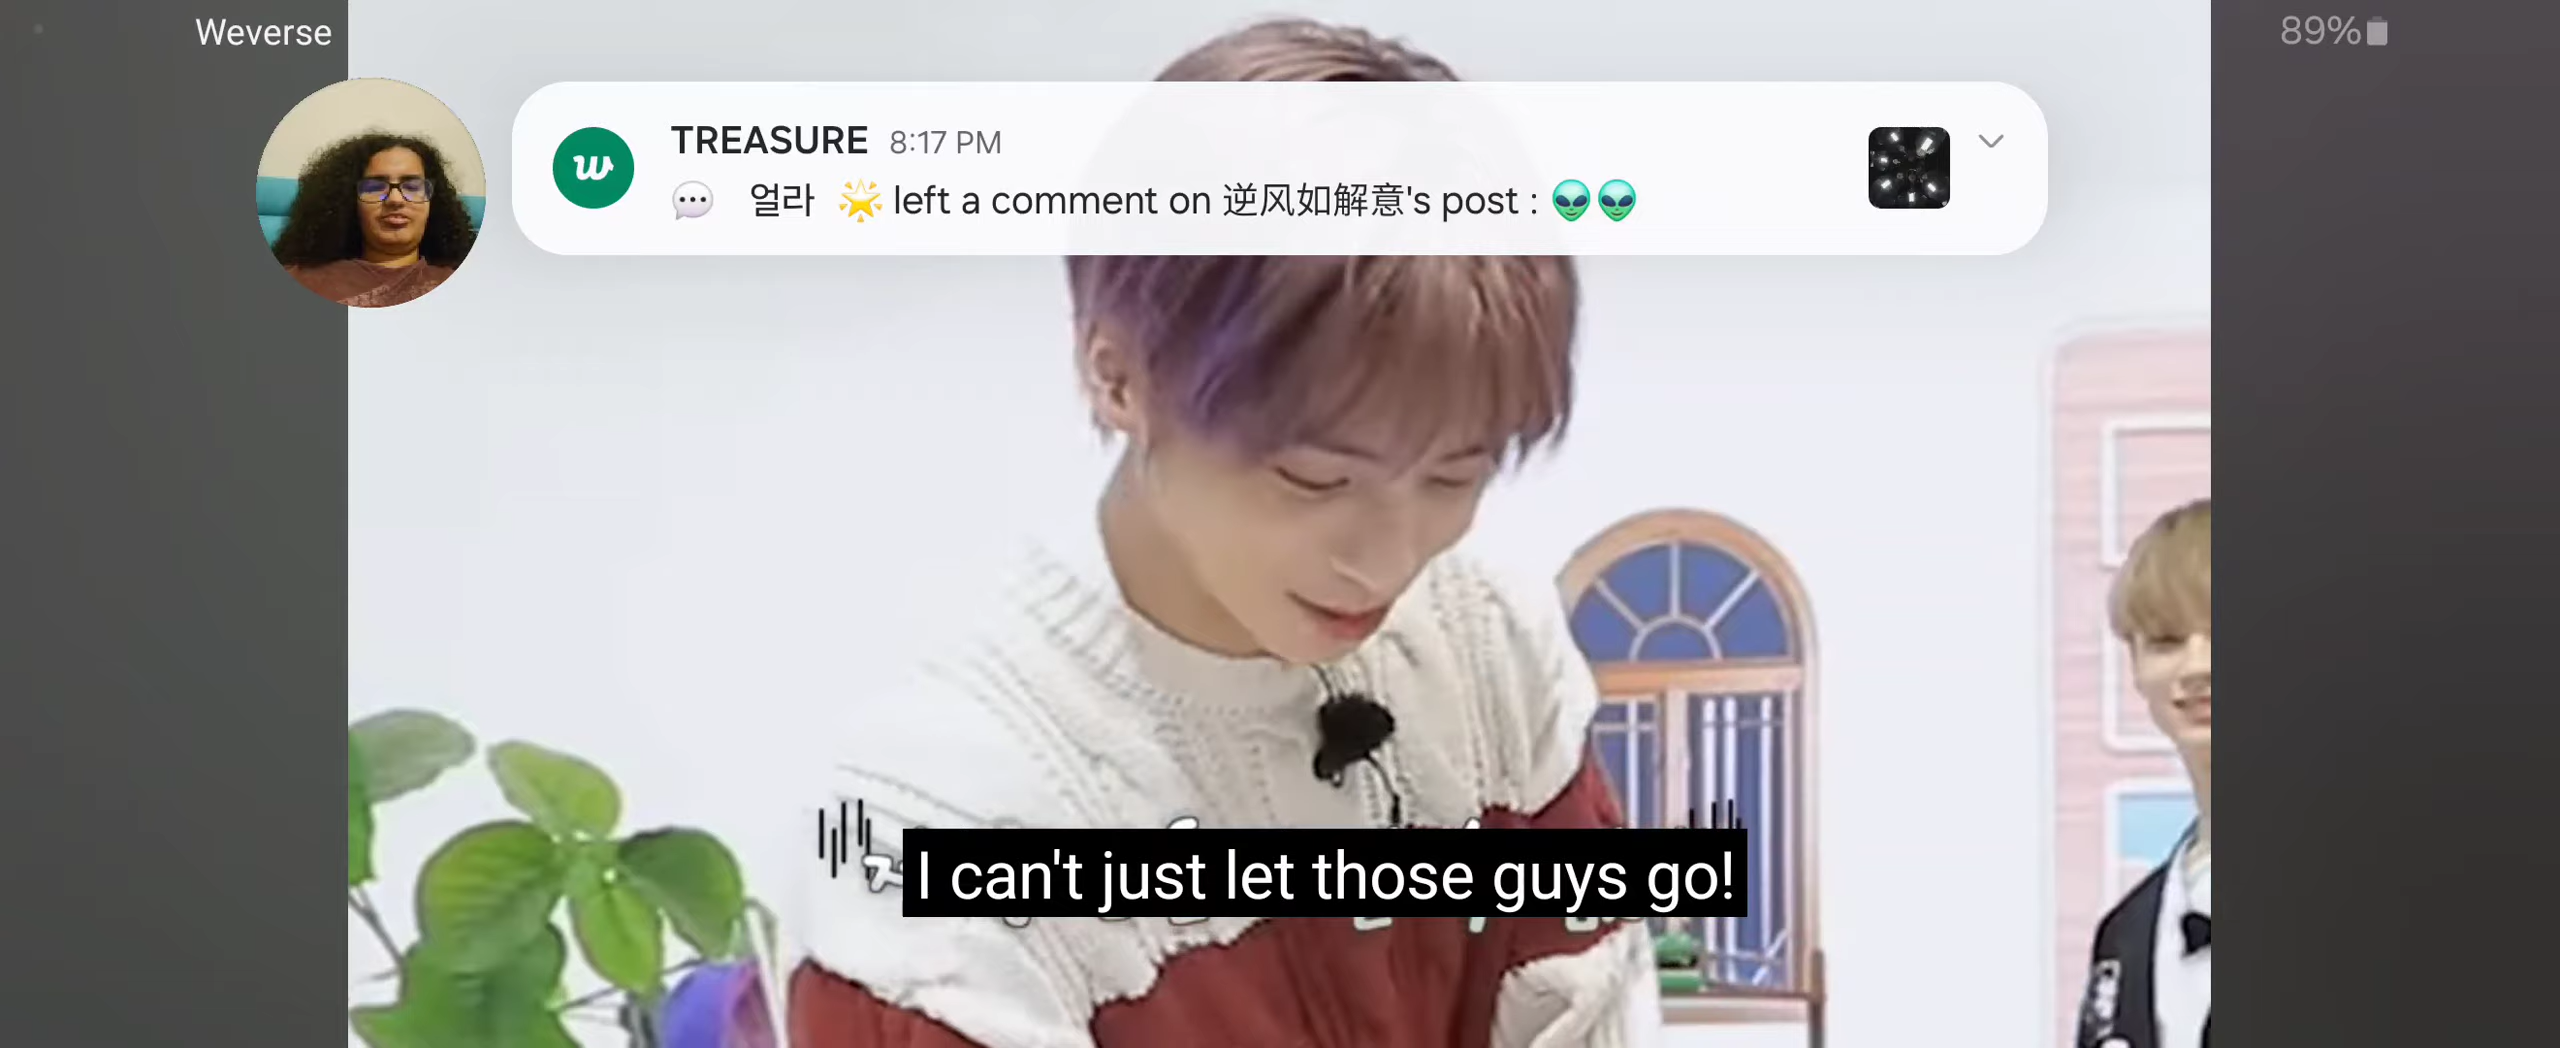 Weverse
89%
TREASURE 8:17 PM
💬 얼라 🌟 left a comment on 逆风如解意's post : 👽👽
I can't just let those guys go!